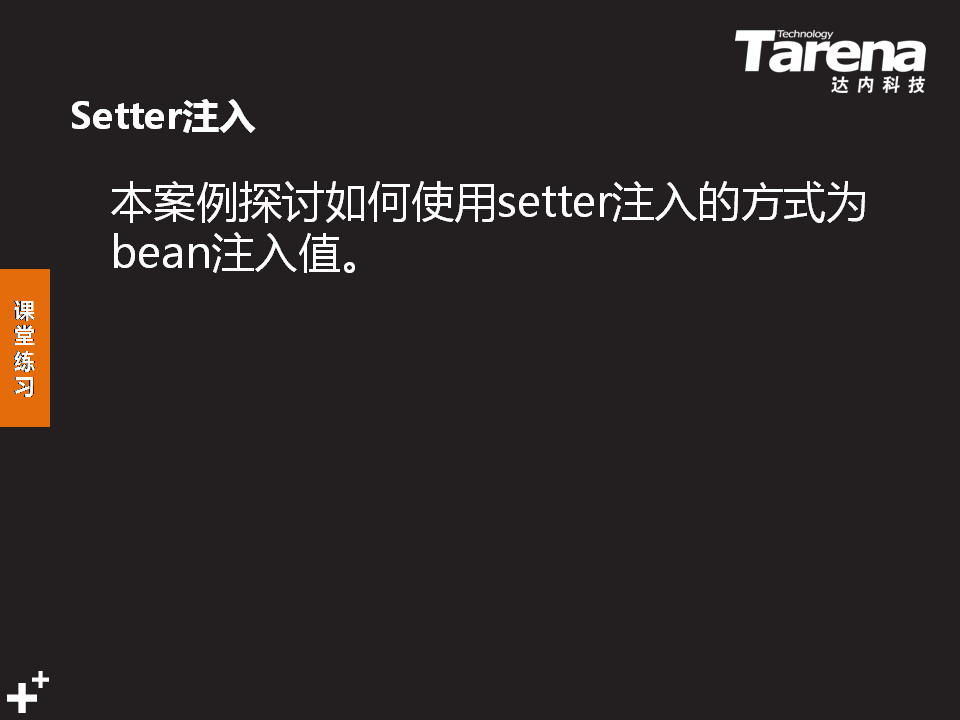 Technology
Tarena
达内科技
Setter注入
本案例探讨如何使用setter注入的方式为
bean注入值。
课
堂
练
习